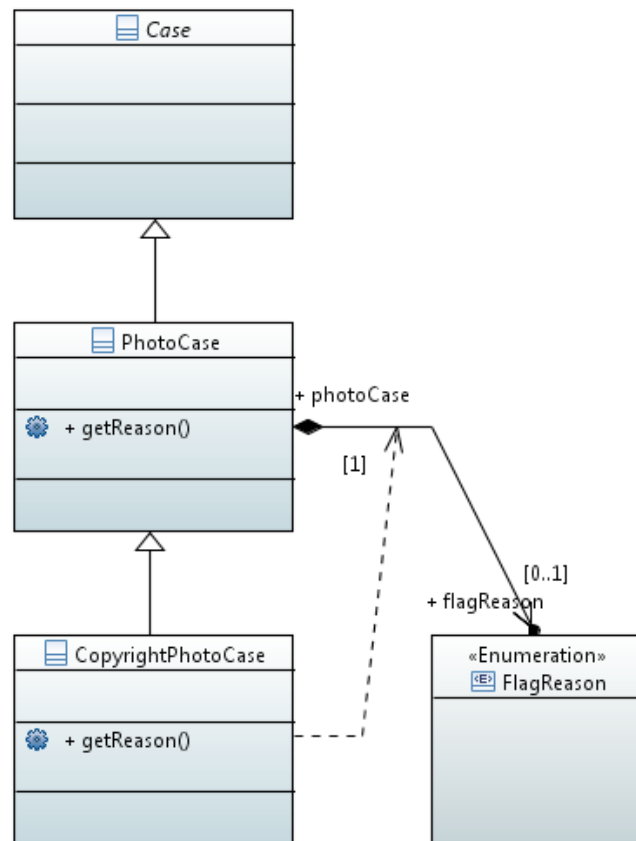 Case
PhotoCase
+ photoCase
+ getReason()
[1]
[0..1]
+ flagReason
CopyrightPhotoCase
«Enumeration»
<E> FlagReason
+ getReason()